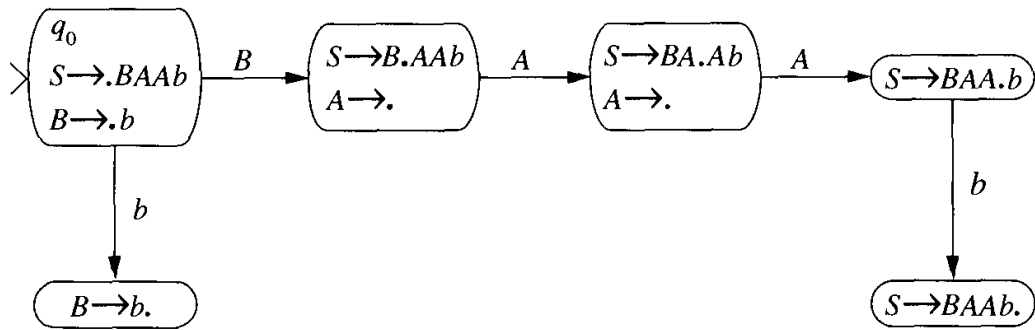 q₀
S→.BAAb
B→.b
B
S→B.AAb
A→.
A
S→BA.Ab
A→.
A
S→BAA.b
b
b
B→b.
S→BAAb.